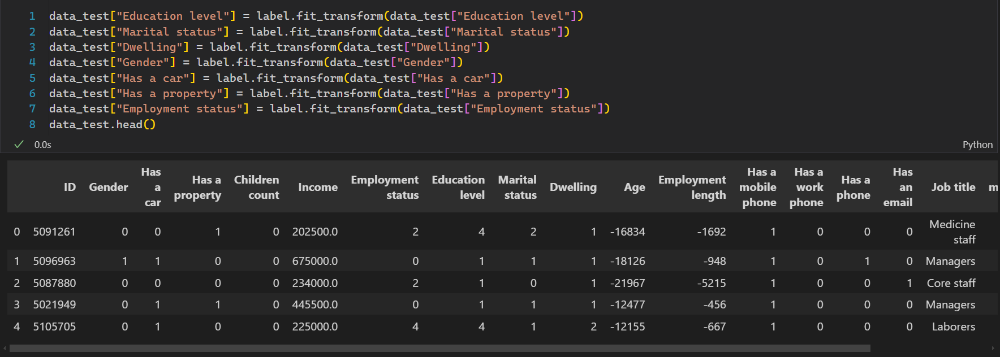 1 data_test["Education level"] = label.fit_transform(data_test["Education level"])
2 data_test["Marital status"] = label.fit_transform(data_test["Marital status"])
3 data_test["Dwelling"] = label.fit_transform(data_test["Dwelling"])
4 data_test["Gender"] = label.fit_transform(data_test["Gender"])
5 data_test["Has a car"] = label.fit_transform(data_test["Has a car"])
6 data_test["Has a property"] = label.fit_transform(data_test["Has a property"])
7 data_test["Employment status"] = label.fit_transform(data_test["Employment status"])
8 data_test.head()
0.0s Python
ID Gender Has a car Has a property Children count Income Employment status Education level Marital status Dwelling Age Employment length Has a mobile phone Has a work phone Has a phone Has an email Job title m
0 5091261 0 0 1 0 202500.0 2 4 2 1 -16834 -1692 1 0 0 0 Medicine staff
1 5096963 1 1 0 0 675000.0 0 1 1 1 -18126 -948 1 0 1 0 Managers
2 5087880 0 0 0 0 234000.0 2 1 0 1 -21967 -5215 1 0 0 1 Core staff
3 5021949 0 1 1 0 445500.0 0 1 1 1 -12477 -456 1 0 0 0 Managers
4 5105705 0 1 0 0 225000.0 4 4 1 2 -12155 -667 1 0 0 0 Laborers